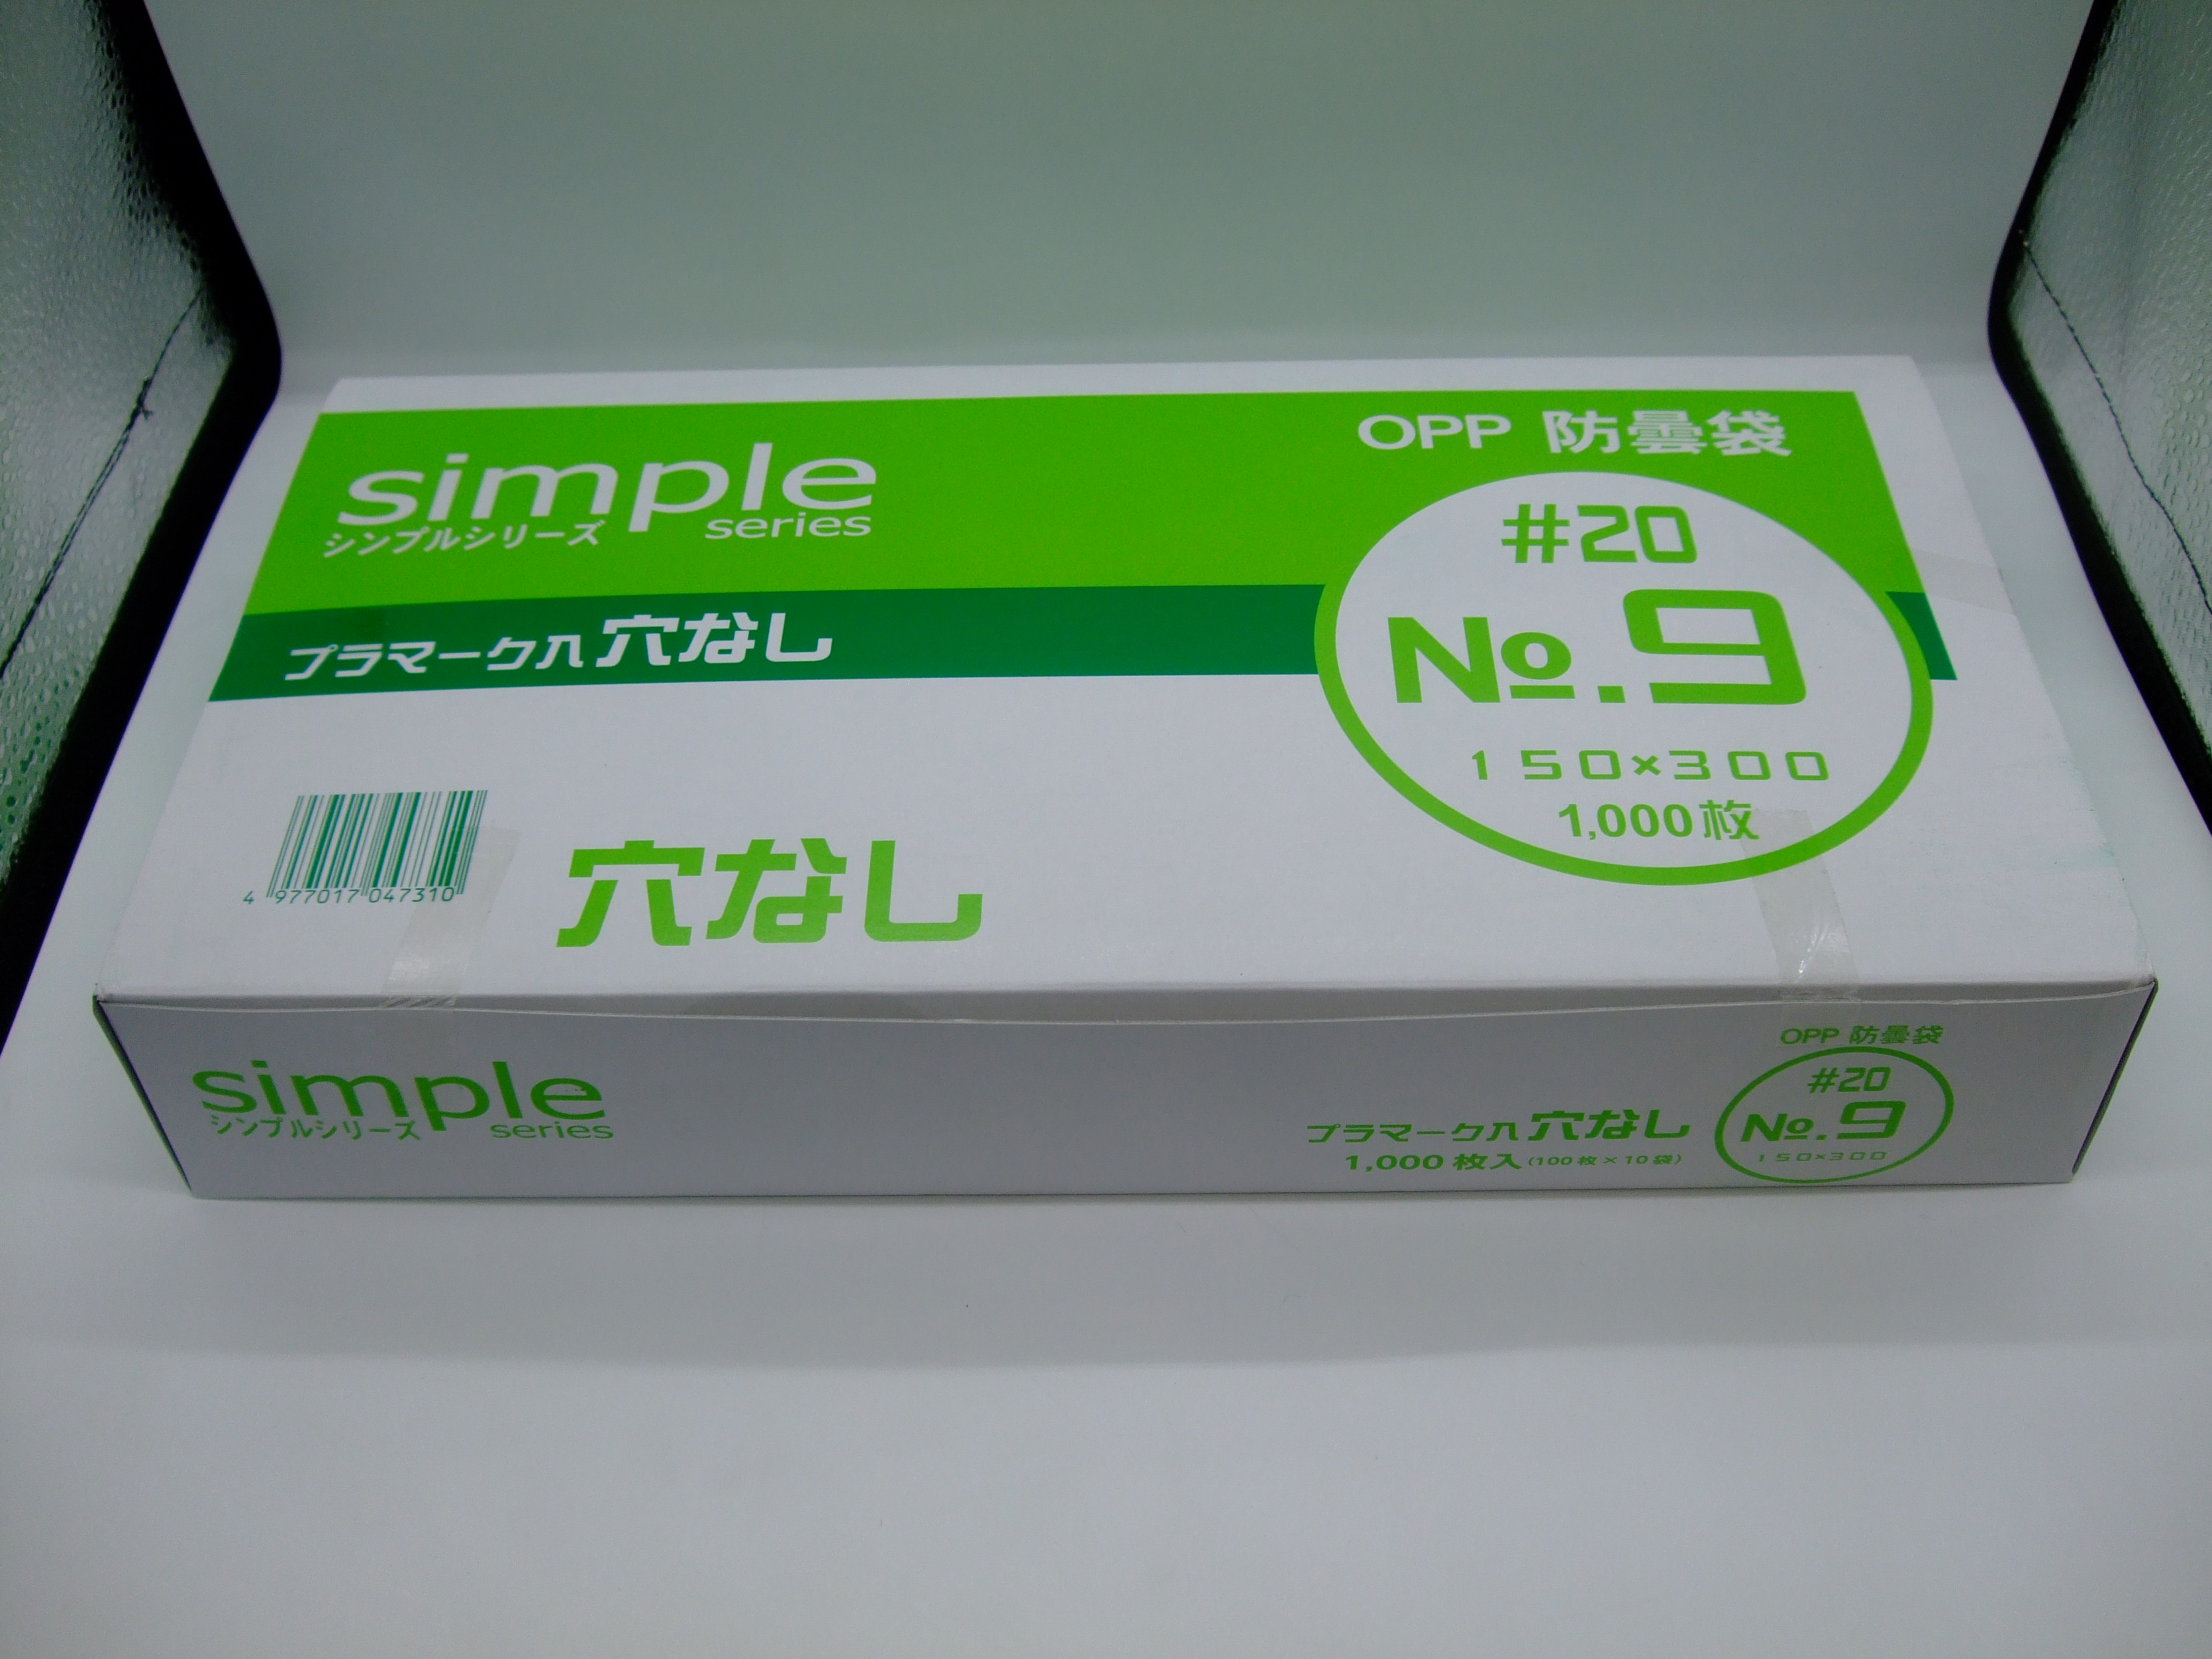 OPP 防曇袋
simple
シンプルシリーズ series
#20
プラマーク入 穴なし
No.9
150×300
1,000枚
4 977017 047310
穴なし
simple
シンプルシリーズ series
OPP 防曇袋
#20
プラマーク入 穴なし
No.9
1,000枚入(100枚×10袋)
150×300